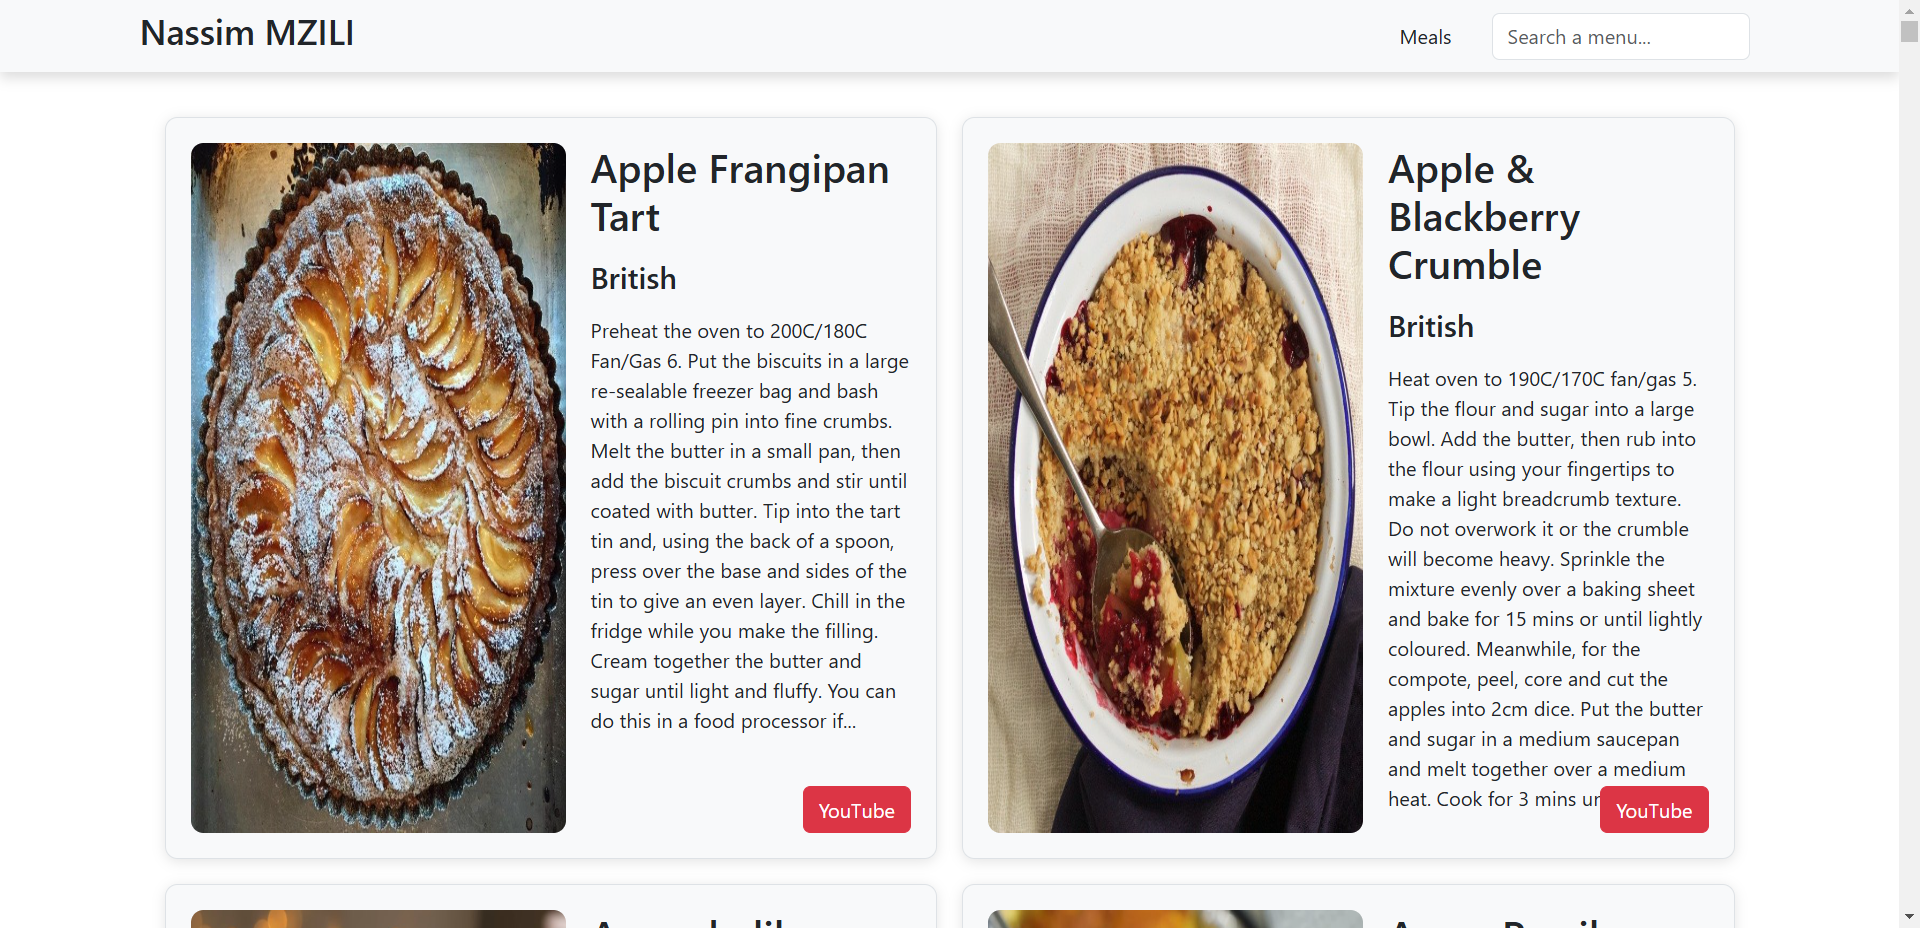 Nassim MZILI
Meals
Search a menu...
Apple Frangipan
Tart
British
Preheat the oven to 200C/180C
Fan/Gas 6. Put the biscuits in a large
re-sealable freezer bag and bash
with a rolling pin into fine crumbs.
Melt the butter in a small pan, then
add the biscuit crumbs and stir until
coated with butter. Tip into the tart
tin and, using the back of a spoon,
press over the base and sides of the
tin to give an even layer. Chill in the
fridge while you make the filling.
Cream together the butter and
sugar until light and fluffy. You can
do this in a food processor if...
YouTube
Apple &
Blackberry
Crumble
British
Heat oven to 190C/170C fan/gas 5.
Tip the flour and sugar into a large
bowl. Add the butter, then rub into
the flour using your fingertips to
make a light breadcrumb texture.
Do not overwork it or the crumble
will become heavy. Sprinkle the
mixture evenly over a baking sheet
and bake for 15 mins or until lightly
coloured. Meanwhile, for the
compote, peel, core and cut the
apples into 2cm dice. Put the butter
and sugar in a medium saucepan
and melt together over a medium
heat. Cook for 3 mins
YouTube